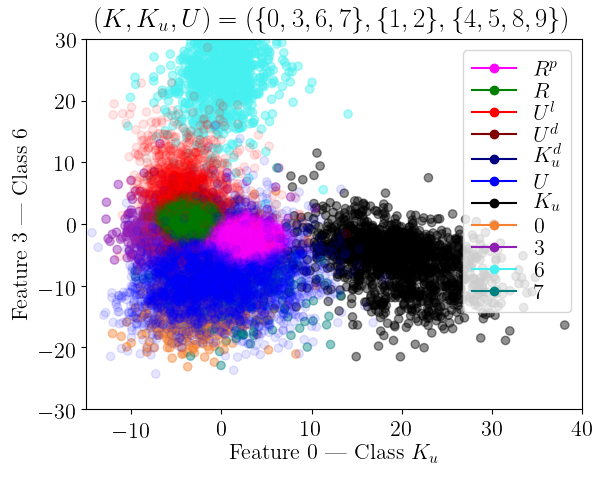 (K, K_u, U) = ({0, 3, 6, 7}, {1, 2}, {4, 5, 8, 9})
30
20
10
0
−10
−20
−30
Feature 3 — Class 6
R^p
R
U^l
U^d
K_u^d
U
K_u
0
3
6
7
−10
0
10
20
30
40
Feature 0 — Class K_u